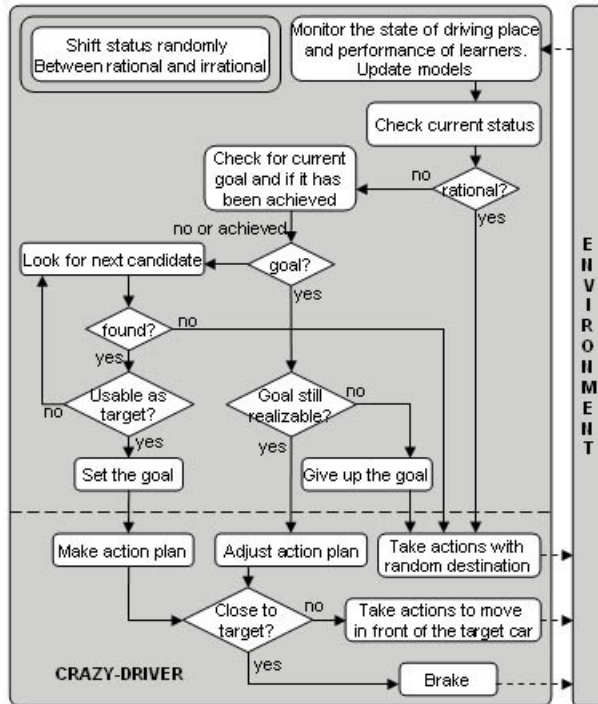 Shift status randomly
Between rational and irrational
Monitor the state of driving place
and performance of learners.
Update models
Check current status
Check for current
goal and if it has
been achieved
no
rational?
yes
no or achieved
Look for next candidate
goal?
yes
found?
no
yes
Usable as
target?
no
yes
Goal still
realizable?
no
yes
Set the goal
Give up the goal
Make action plan
Adjust action plan
Take actions with
random destination
Close to
target?
no
Take actions to move
in front of the target car
yes
CRAZY-DRIVER
Brake
ENVIRONMENT